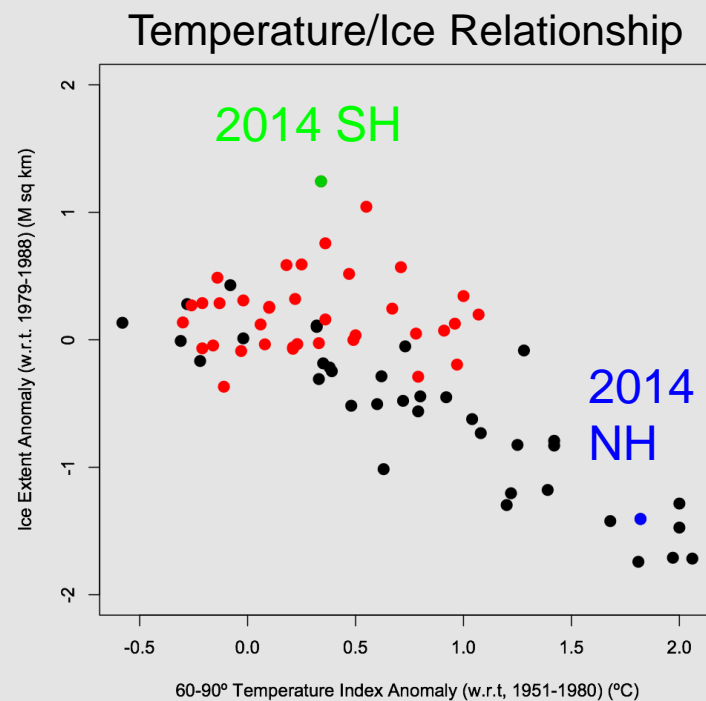 Temperature/Ice Relationship
2014 SH
2014
NH
Ice Extent Anomaly (w.r.t. 1979-1988) (M sq km)
2
1
0
-1
-2
-0.5 0.0 0.5 1.0 1.5 2.0
60-90º Temperature Index Anomaly (w.r.t, 1951-1980) (ºC)